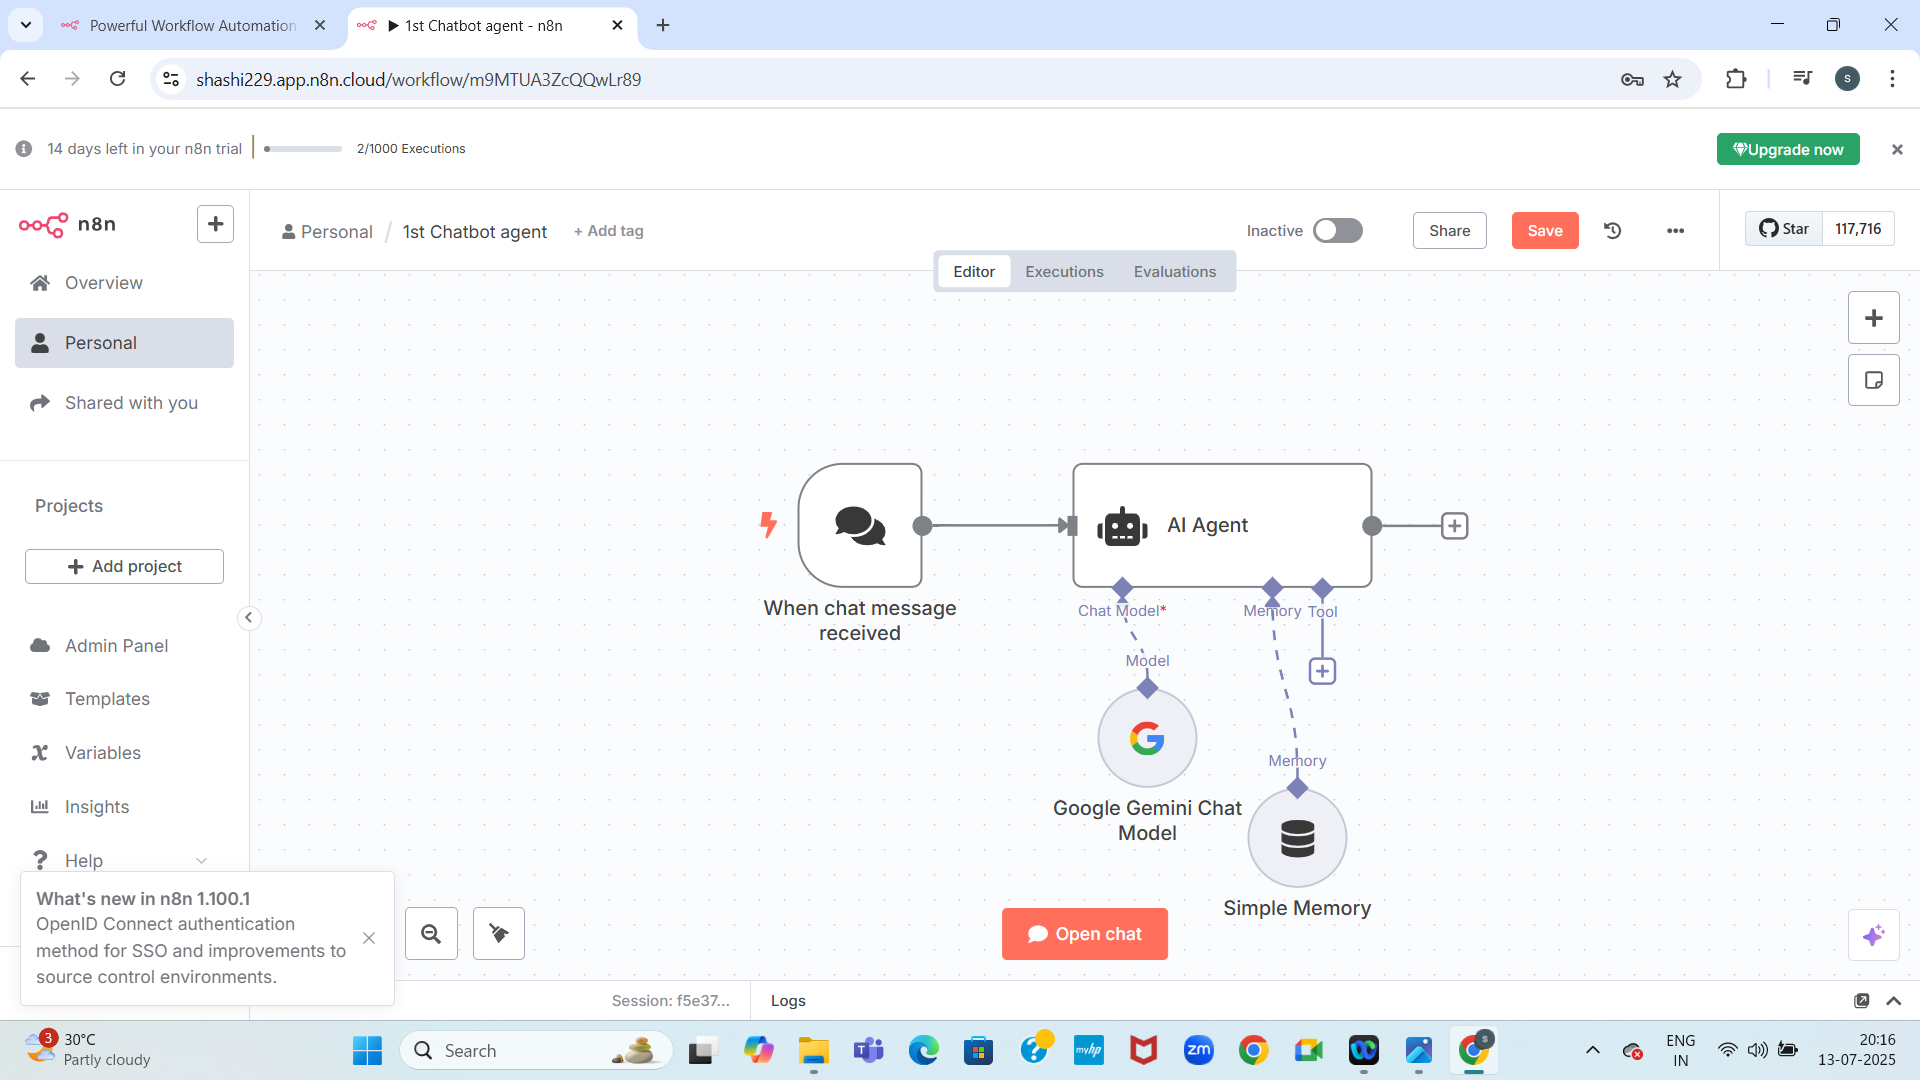 Powerful Workflow Automation
1st Chatbot agent - n8n
shashi229.app.n8n.cloud/workflow/m9MTUA3ZcQQwLr89
S
14 days left in your n8n trial
2/1000 Executions
Upgrade now
n8n
Personal / 1st Chatbot agent
+ Add tag
Inactive
Share
Save
Star
117,716
Editor
Executions
Evaluations
Overview
Personal
Shared with you
Projects
Add project
Admin Panel
Templates
Variables
Insights
Help
When chat message
received
AI Agent
Chat Model*
Memory
Tool
Model
Memory
Google Gemini Chat
Model
Simple Memory
What's new in n8n 1.100.1
OpenID Connect authentication
method for SSO and improvements to
source control environments.
Open chat
Session: f5e37...
Logs
3
30°C
Partly cloudy
Search
myhp
zm
S
ENG
IN
20:16
13-07-2025